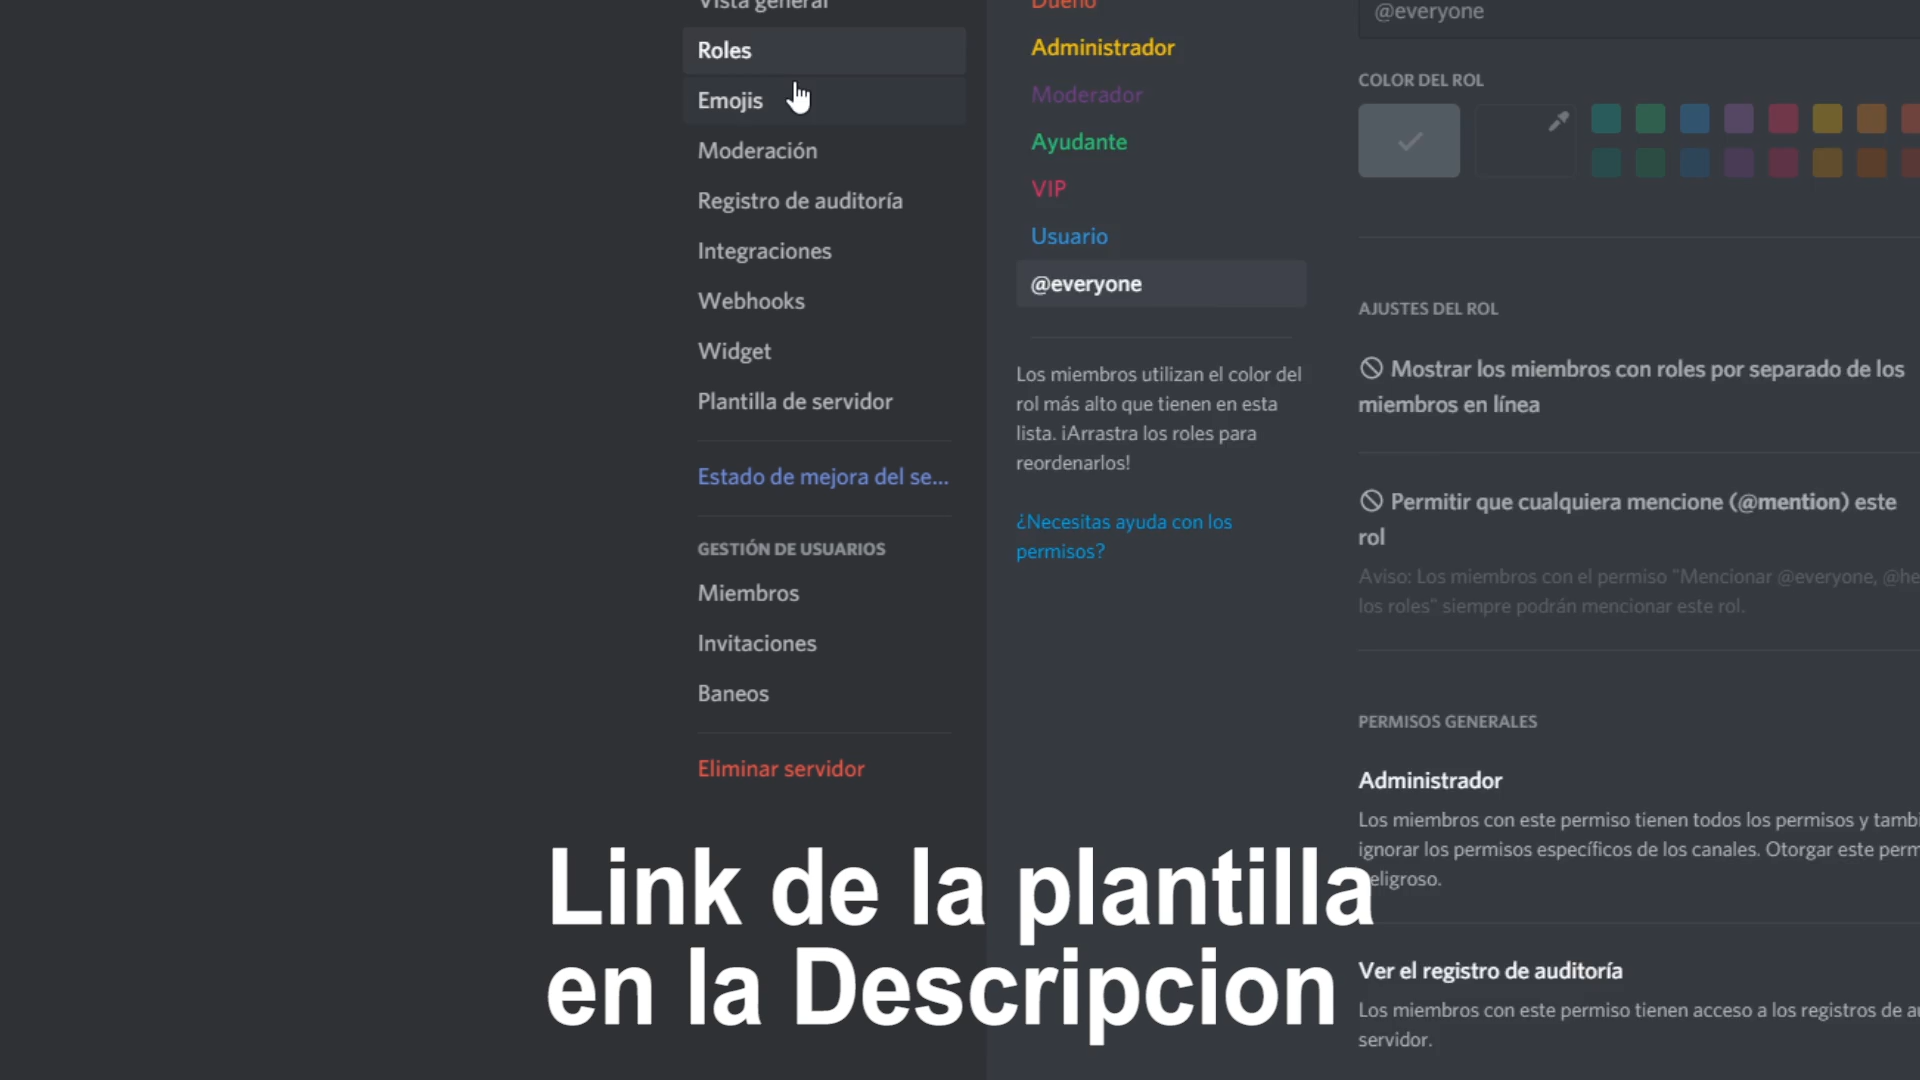 Vista general
Roles
Emojis
Moderación
Registro de auditoría
Integraciones
Webhooks
Widget
Plantilla de servidor
Estado de mejora del se...
GESTIÓN DE USUARIOS
Miembros
Invitaciones
Baneos
Eliminar servidor
Dueño
Administrador
Moderador
Ayudante
VIP
Usuario
@everyone
Los miembros utilizan el color del
rol más alto que tienen en esta
lista. ¡Arrastra los roles para
reordenarlos!
¿Necesitas ayuda con los
permisos?
@everyone
COLOR DEL ROL
AJUSTES DEL ROL
Mostrar los miembros con roles por separado de los
miembros en línea
Permitir que cualquiera mencione (@mention) este
rol
Aviso: Los miembros con el permiso "Mencionar @everyone, @he
los roles" siempre podrán mencionar este rol.
PERMISOS GENERALES
Administrador
Los miembros con este permiso tienen todos los permisos y tambi
ignorar los permisos específicos de los canales. Otorgar este perm
eligroso.
Ver el registro de auditoría
Los miembros con este permiso tienen acceso a los registros de au
servidor.
Link de la plantilla
en la Descripcion